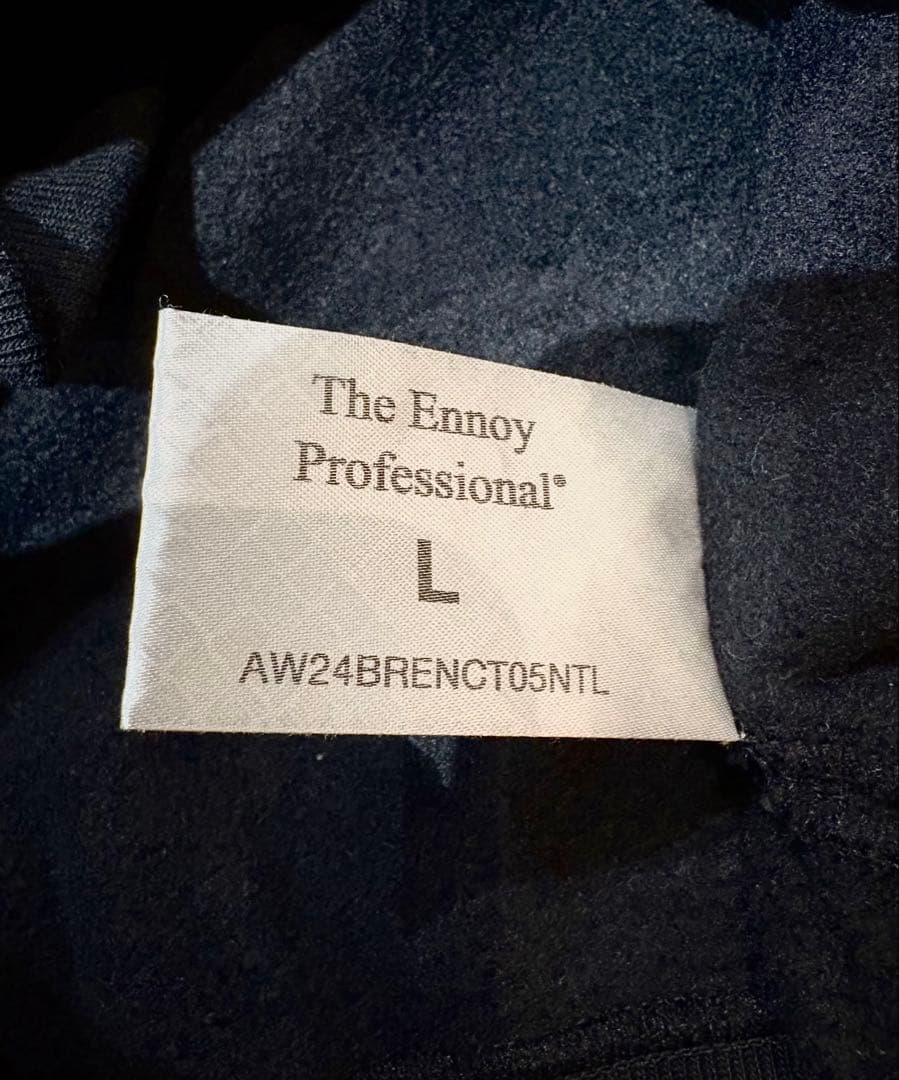 The Ennoy
Professional®
L
AW24BRENCT05NTL